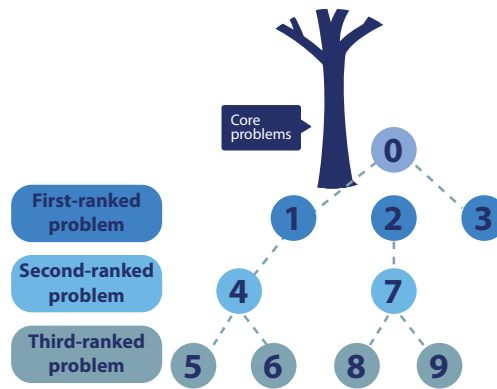 Core
problems
0
First-ranked
problem
1 2 3
Second-ranked
problem
4 7
Third-ranked
problem
5 6 8 9